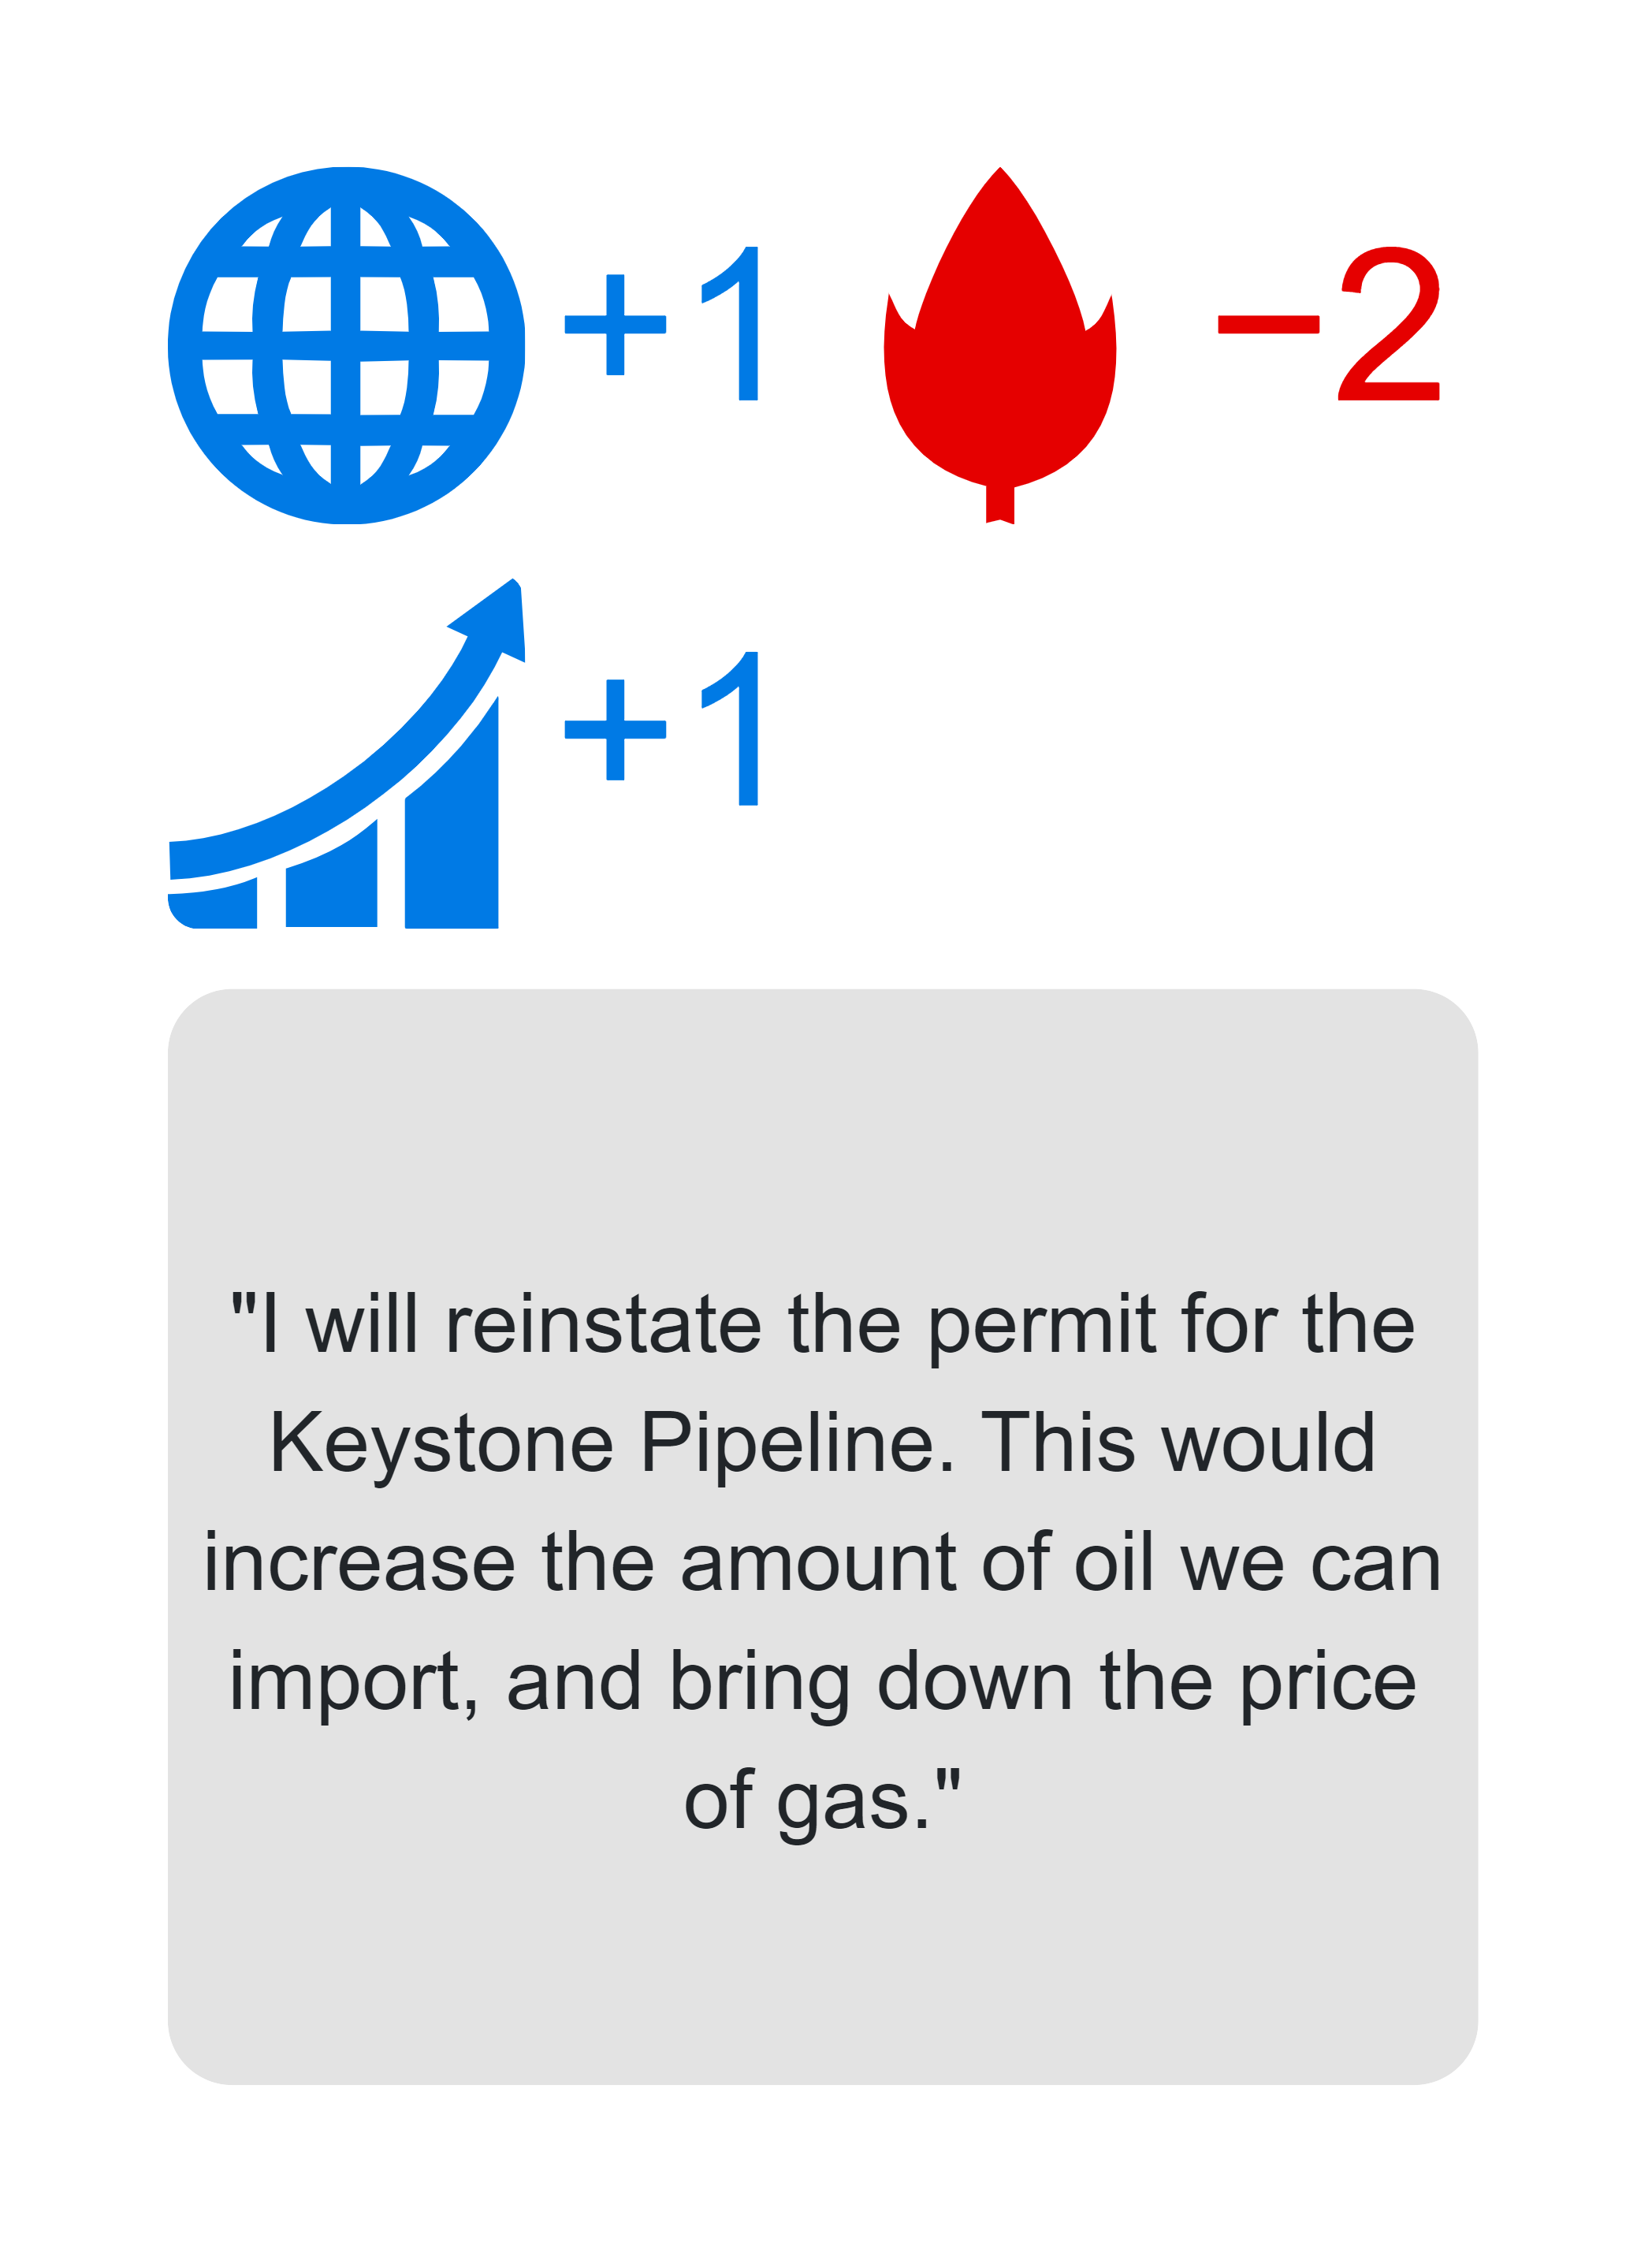 +1 −2
+1
"I will reinstate the permit for the
Keystone Pipeline. This would
increase the amount of oil we can
import, and bring down the price
of gas."